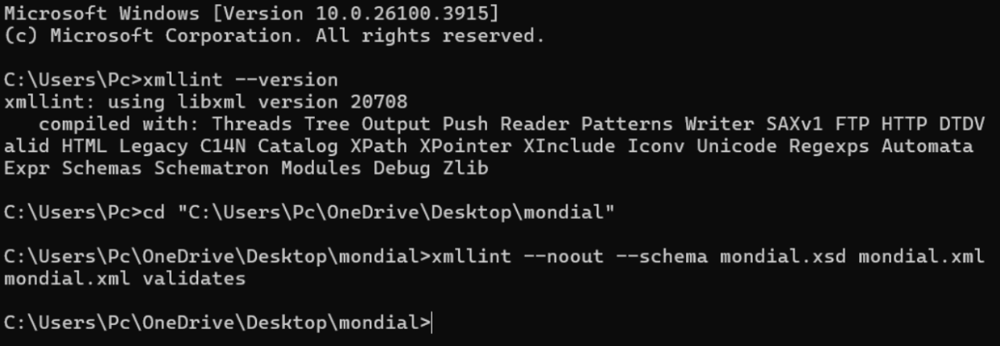 Microsoft Windows [Version 10.0.26100.3915]
(c) Microsoft Corporation. All rights reserved.
C:\Users\Pc>xmllint --version
xmllint: using libxml version 20708
   compiled with: Threads Tree Output Push Reader Patterns Writer SAXv1 FTP HTTP DTDV
alid HTML Legacy C14N Catalog XPath XPointer XInclude Iconv Unicode Regexps Automata
Expr Schemas Schematron Modules Debug Zlib
C:\Users\Pc>cd "C:\Users\Pc\OneDrive\Desktop\mondial"
C:\Users\Pc\OneDrive\Desktop\mondial>xmllint --noout --schema mondial.xsd mondial.xml
mondial.xml validates
C:\Users\Pc\OneDrive\Desktop\mondial>